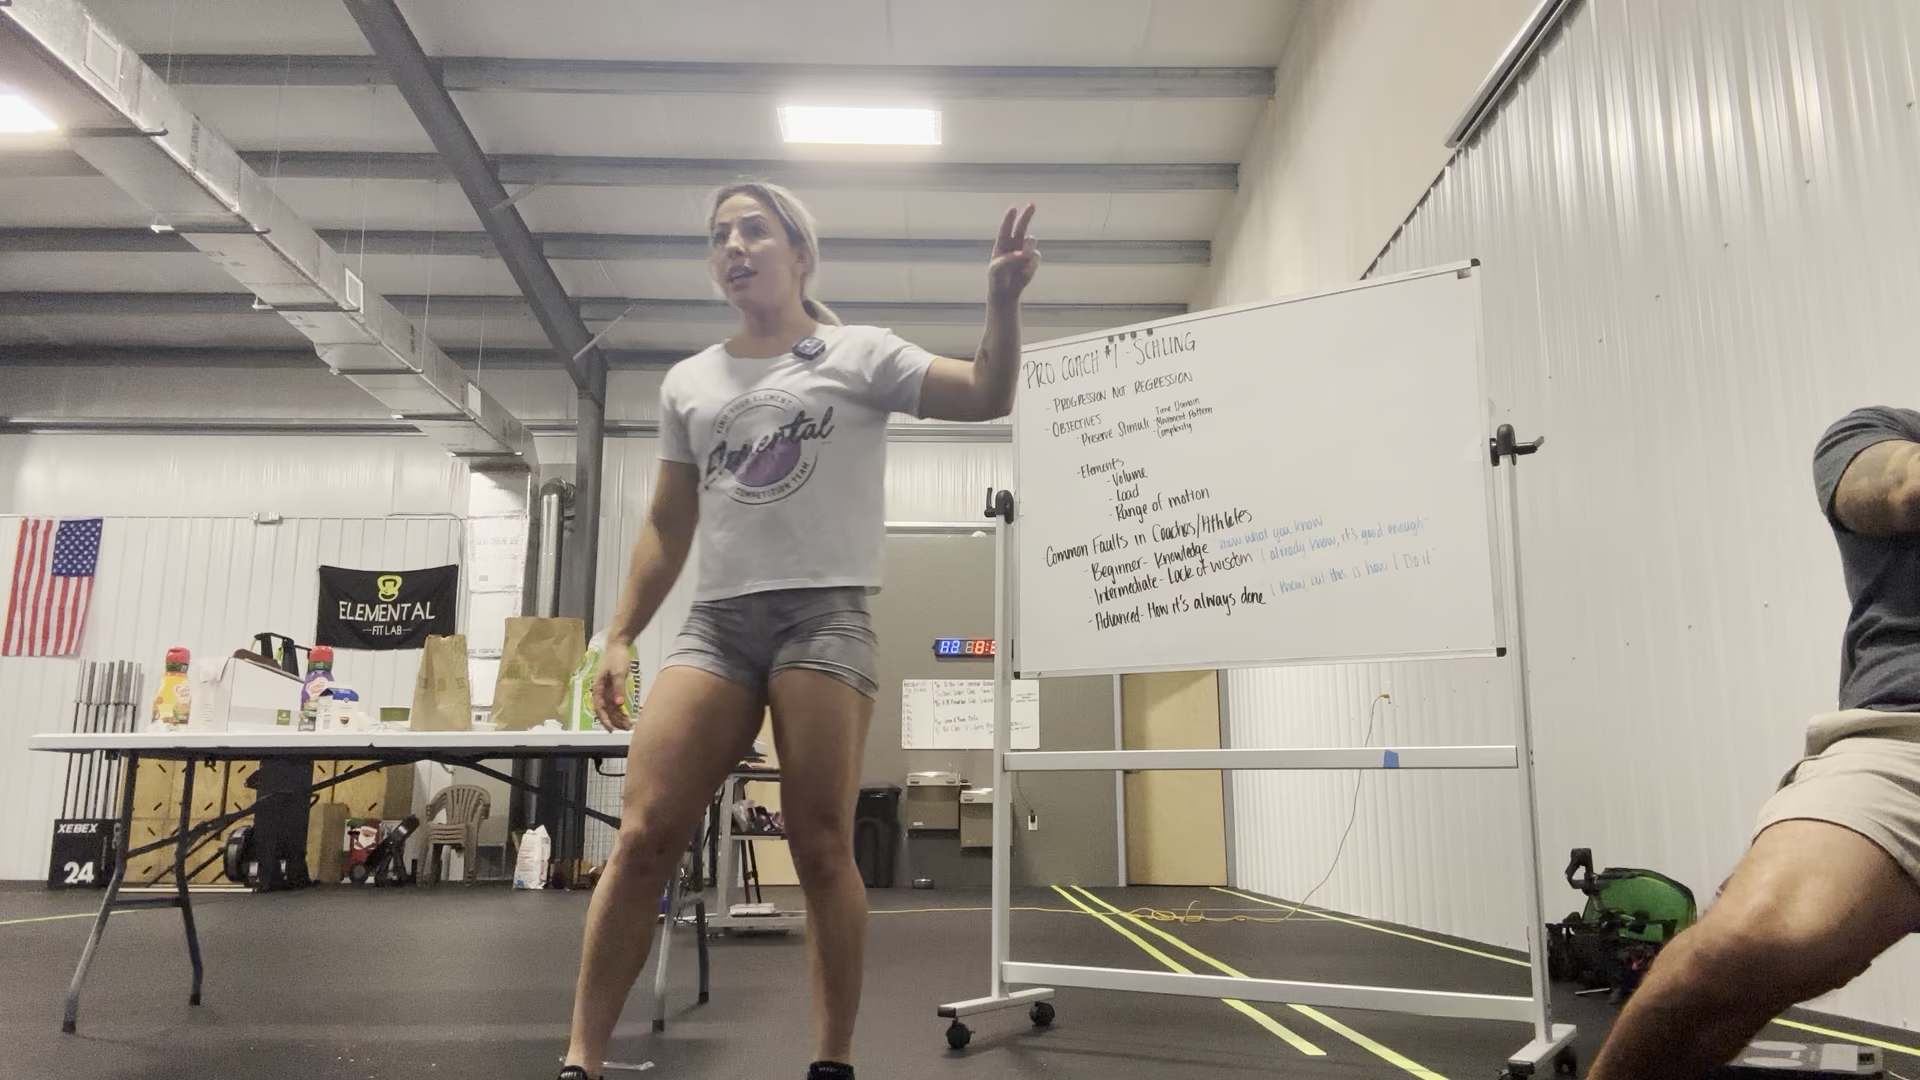 PRO COACH #1 - SCALING
- PROGRESSION NOT REGRESSION
- OBJECTIVES
- Preserve Stimuli - Time Domain
- Movement Pattern
- Complexity
- Elements
- Volume
- Load
- Range of motion
Common Faults in Coaches/Athletes
- Beginner - Knowledge "know what you know"
- Intermediate - Lack of wisdom "I already know, it's good enough"
- Advanced - How it's always done "I know, but this is how I Do it"
FIND YOUR ELEMENT
Elemental
COMPETITION TEAM
ELEMENTAL
- FIT LAB -
XEBEX
24